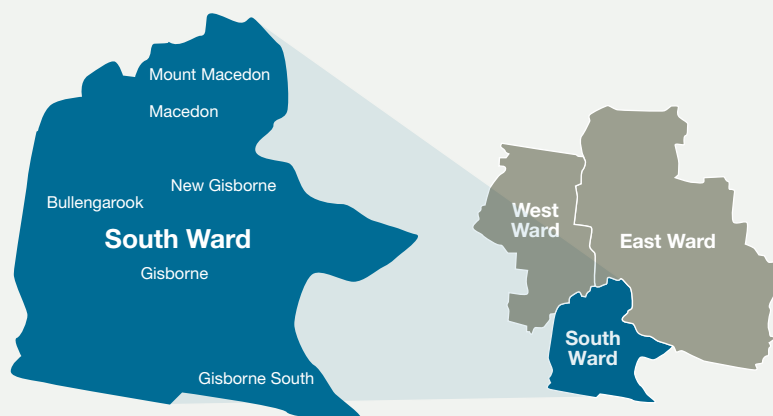 Mount Macedon
Macedon
New Gisborne
Bullengarook
South Ward
Gisborne
Gisborne South
West
Ward
East Ward
South
Ward